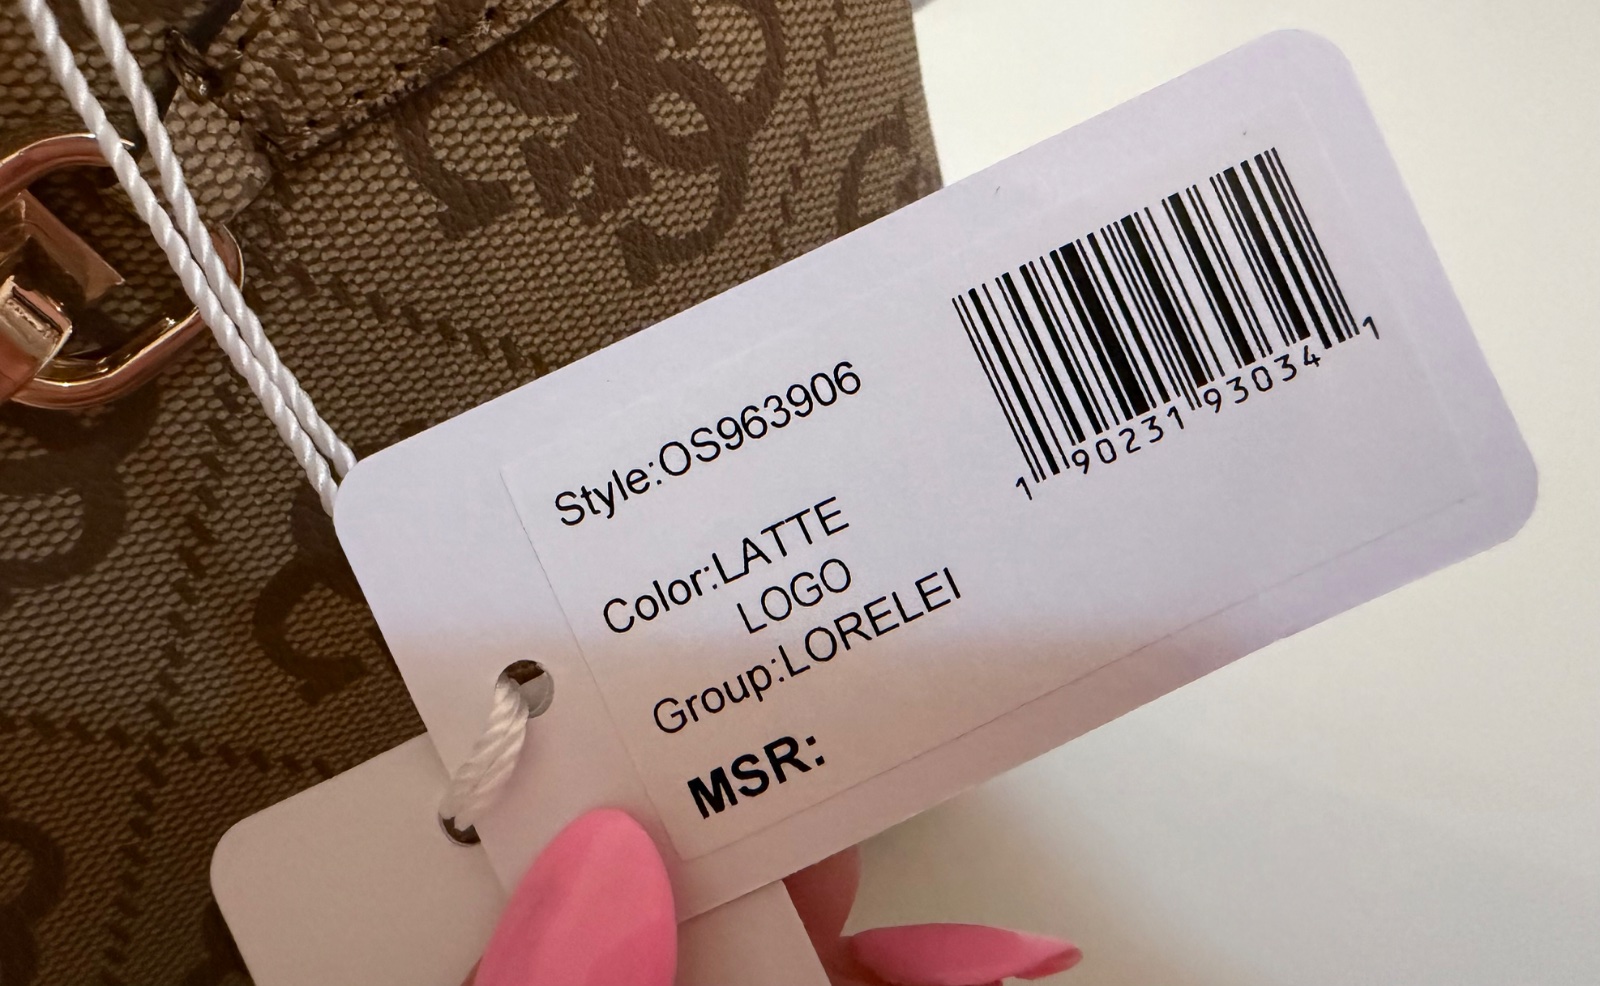 Style:OS963906
Color:LATTE
LOGO
Group:LORELEI
MSR:
1 90231 93034 1